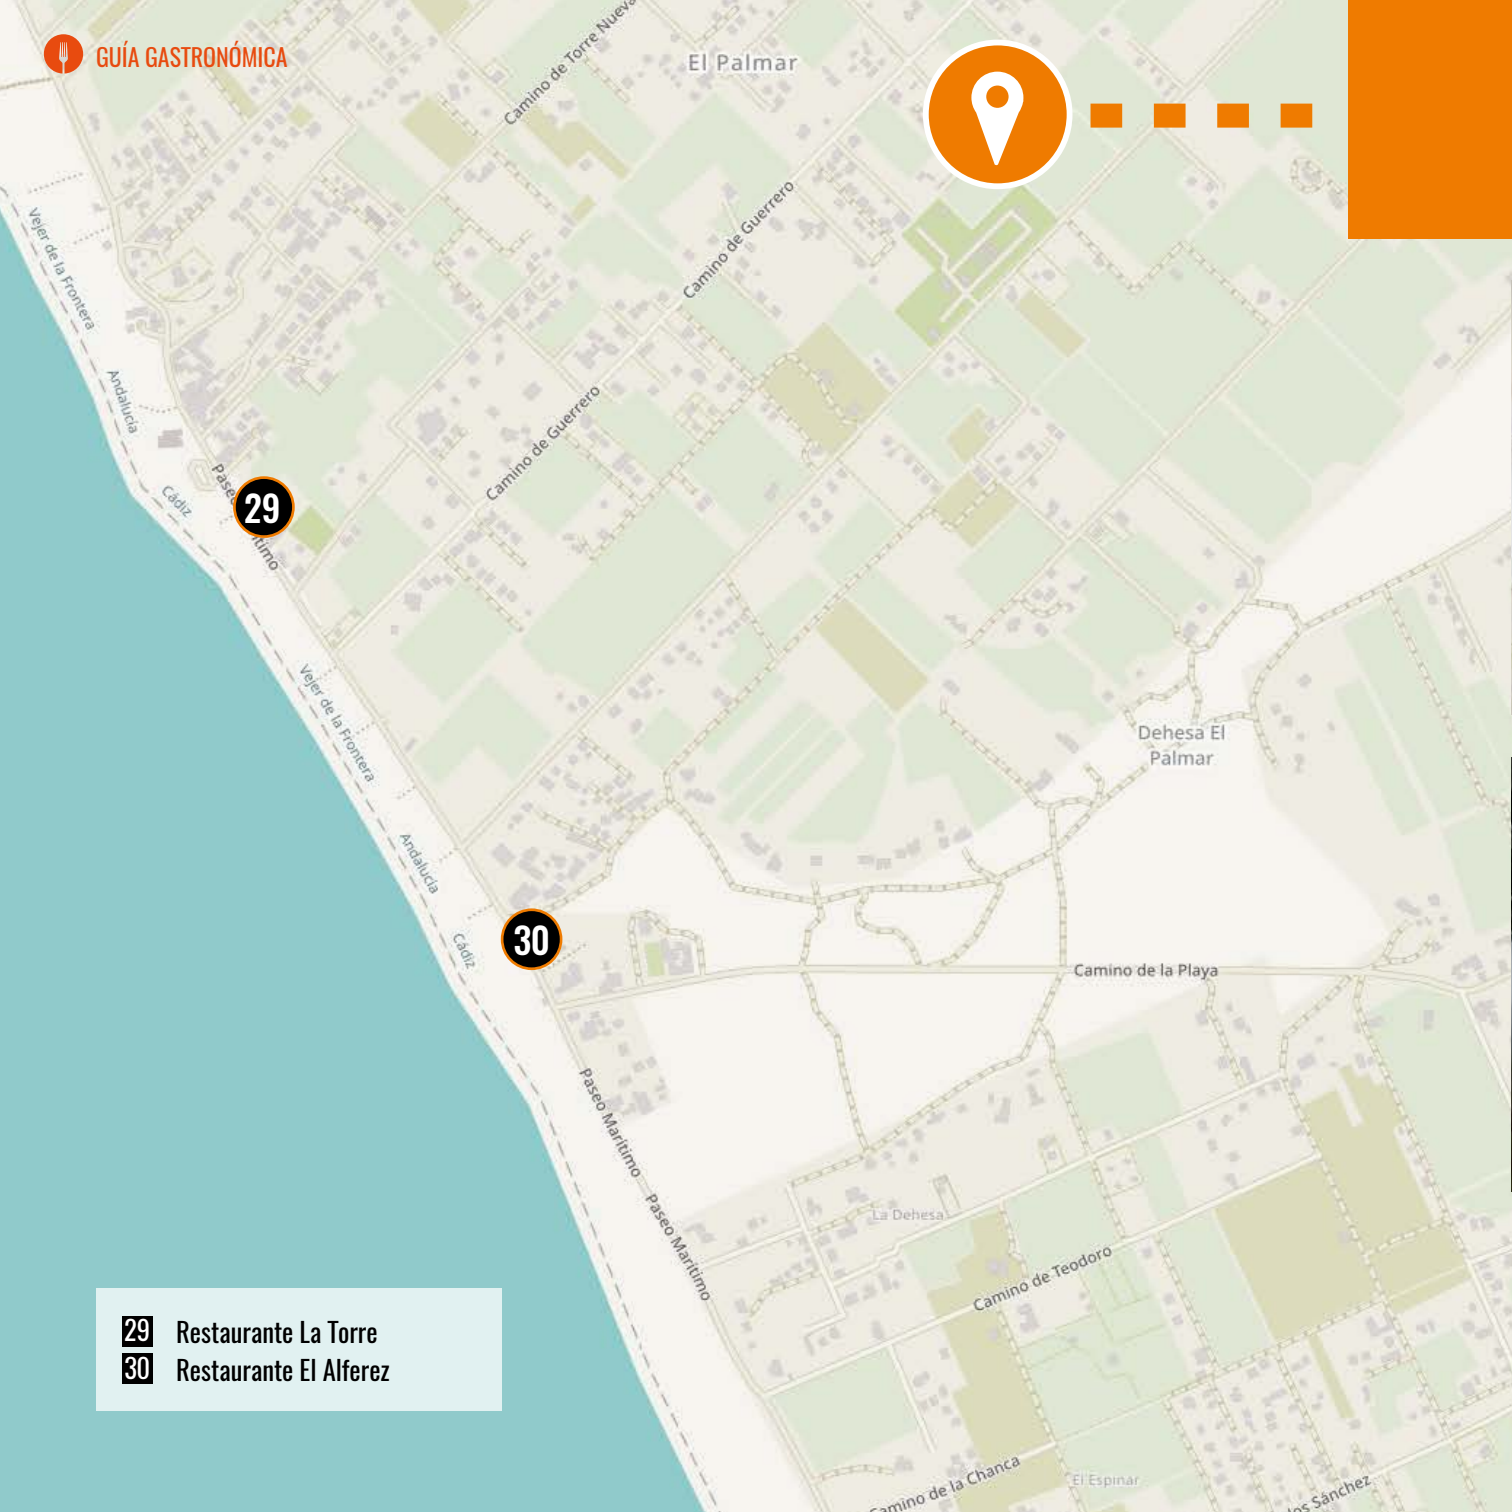 GUÍA GASTRONÓMICA
Camino de Torre Nueva
El Palmar
Camino de Guerrero
Vejer de la Frontera
Andalucía
Camino de Guerrero
Cádiz
29
Vejer de la Frontera
Dehesa El
Palmar
Andalucía
Cádiz
30
Camino de la Playa
Paseo Marítimo
Paseo Marítimo
La Dehesa
Camino de Teodoro
29 Restaurante La Torre
30 Restaurante El Alferez
Camino de la Chanca
El Espinar
Sánchez